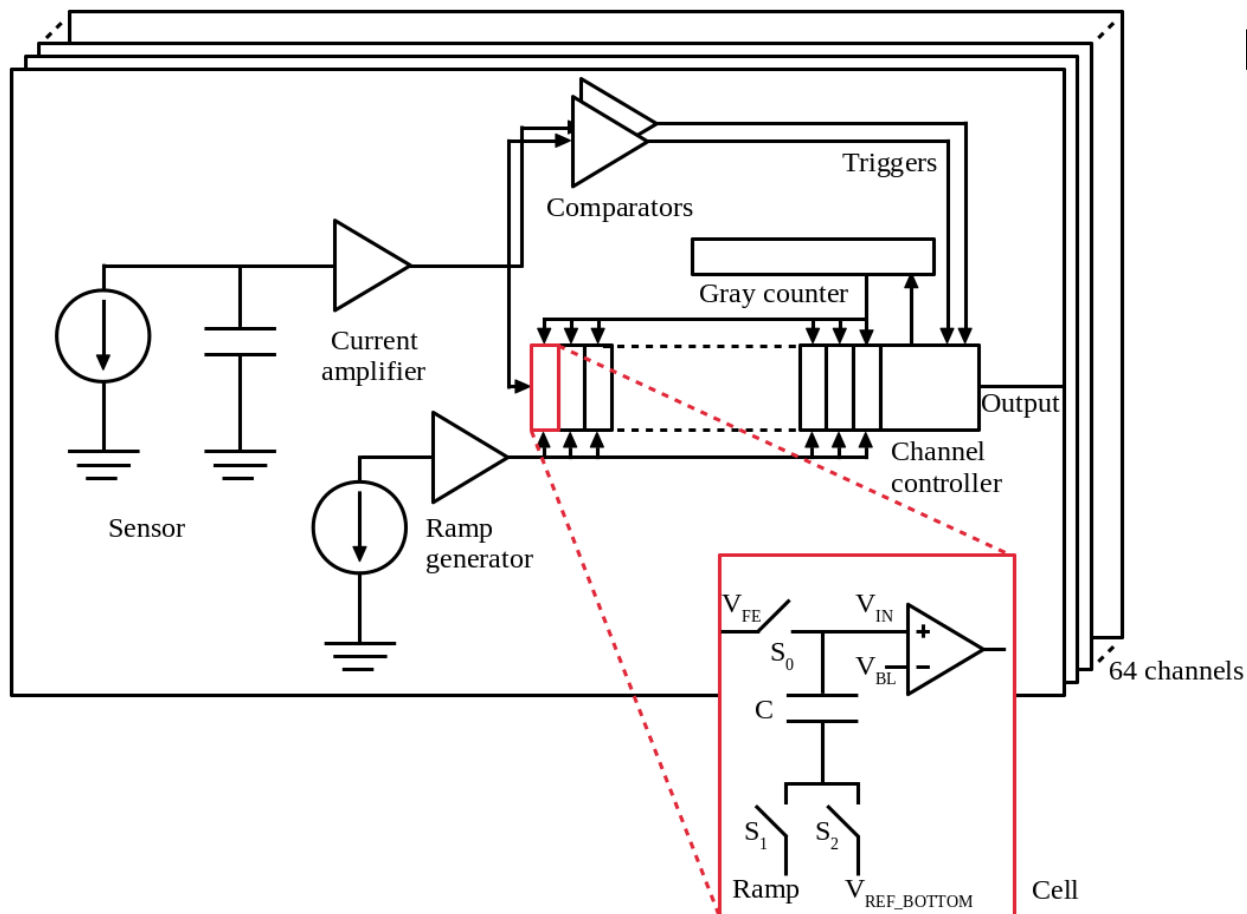 Triggers
Comparators
Gray counter
Current
amplifier
Output
Channel
controller
Sensor
Ramp
generator
V_FE
V_IN
S_0
V_BL
+
−
64 channels
C
S_1
S_2
Ramp
V_REF_BOTTOM
Cell